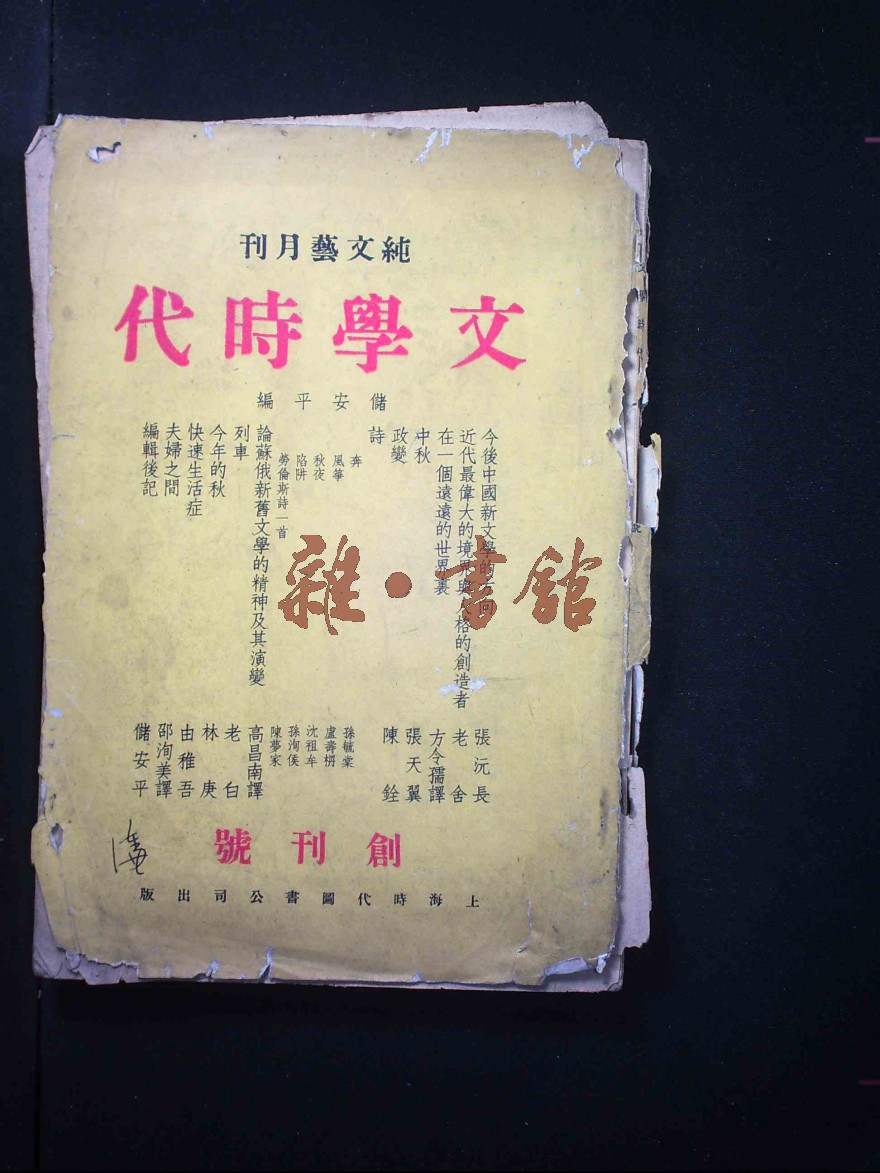 純文藝月刊
文學時代
儲安平編
今後中國新文學的方向
近代最偉大的境界與人格的創造者
在一個遠遠的世界裏
中秋
政變
詩
奔
風箏
秋夜
陷阱
勞倫斯詩一首
論蘇俄新舊文學的精神及其演變
列車
今年的秋
快速生活症
夫婦之間
編輯後記
張沅長
老舍
方令孺譯
張天翼
陳銓
孫毓棠
盧壽枬
沈祖牟
孫洵侯
陳夢家
高昌南譯
老白
林庚
由稚吾
邵洵美譯
儲安平
創刊號
上海時代圖書公司出版
雜·書館